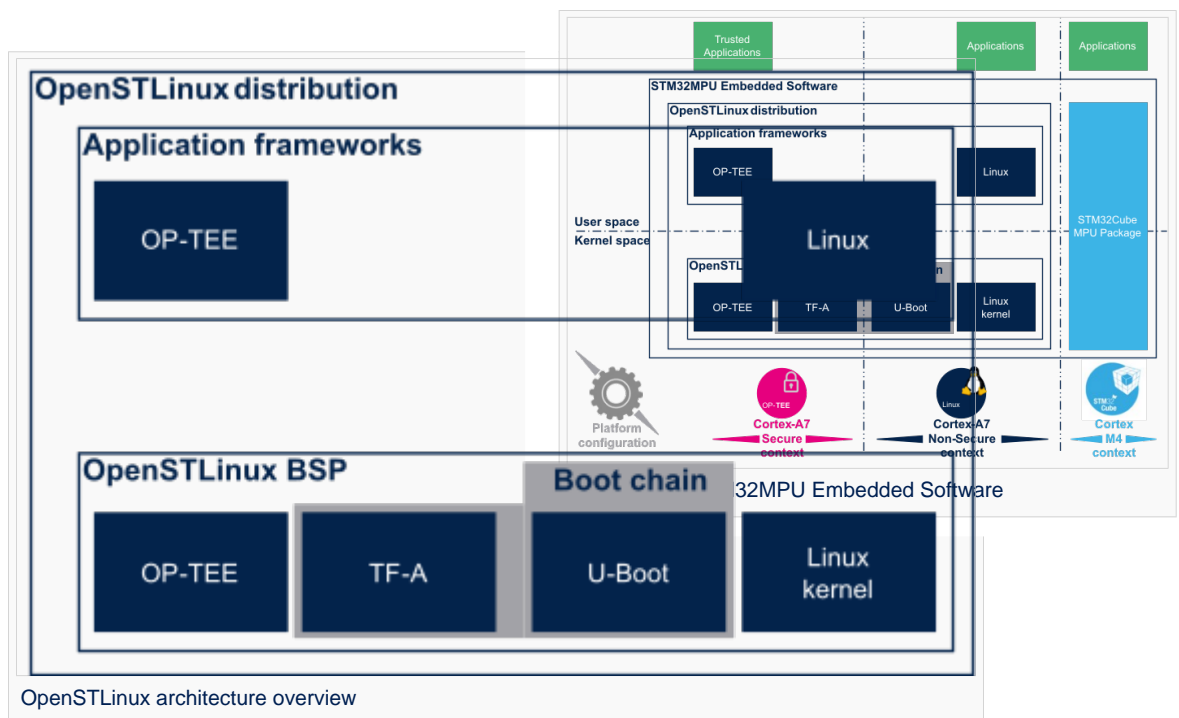 OpenSTLinux distribution
Application frameworks
OP-TEE
Linux
OpenSTLinux BSP
Boot chain
OP-TEE
TF-A
U-Boot
Linux
kernel
OpenSTLinux architecture overview
Trusted
Applications
Applications
Applications
STM32MPU Embedded Software
OpenSTLinux distribution
Application frameworks
OP-TEE
Linux
STM32Cube
MPU Package
User space
Kernel space
OP-TEE
TF-A
U-Boot
Linux
kernel
Platform
configuration
OP-TEE
Cortex-A7
Secure
context
Linux
Cortex-A7
Non-Secure
context
STM32
Cube
Cortex
M4
context
32MPU Embedded Software